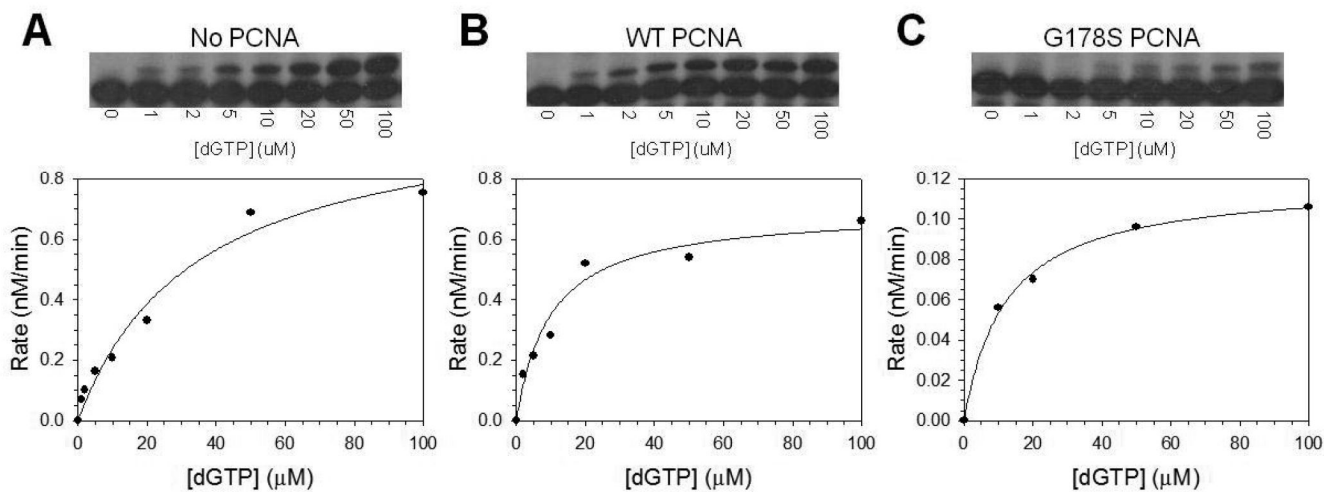 A
No PCNA
0 1 2 5 10 20 50 100
[dGTP] (uM)
0.8
0.6
0.4
0.2
0.0
Rate (nM/min)
0 20 40 60 80 100
[dGTP] (μM)
B
WT PCNA
0 1 2 5 10 20 50 100
[dGTP] (uM)
0.8
0.6
0.4
0.2
0.0
Rate (nM/min)
0 20 40 60 80 100
[dGTP] (μM)
C
G178S PCNA
0 1 2 5 10 20 50 100
[dGTP] (uM)
0.12
0.10
0.08
0.06
0.04
0.02
0.00
Rate (nM/min)
0 20 40 60 80 100
[dGTP] (μM)